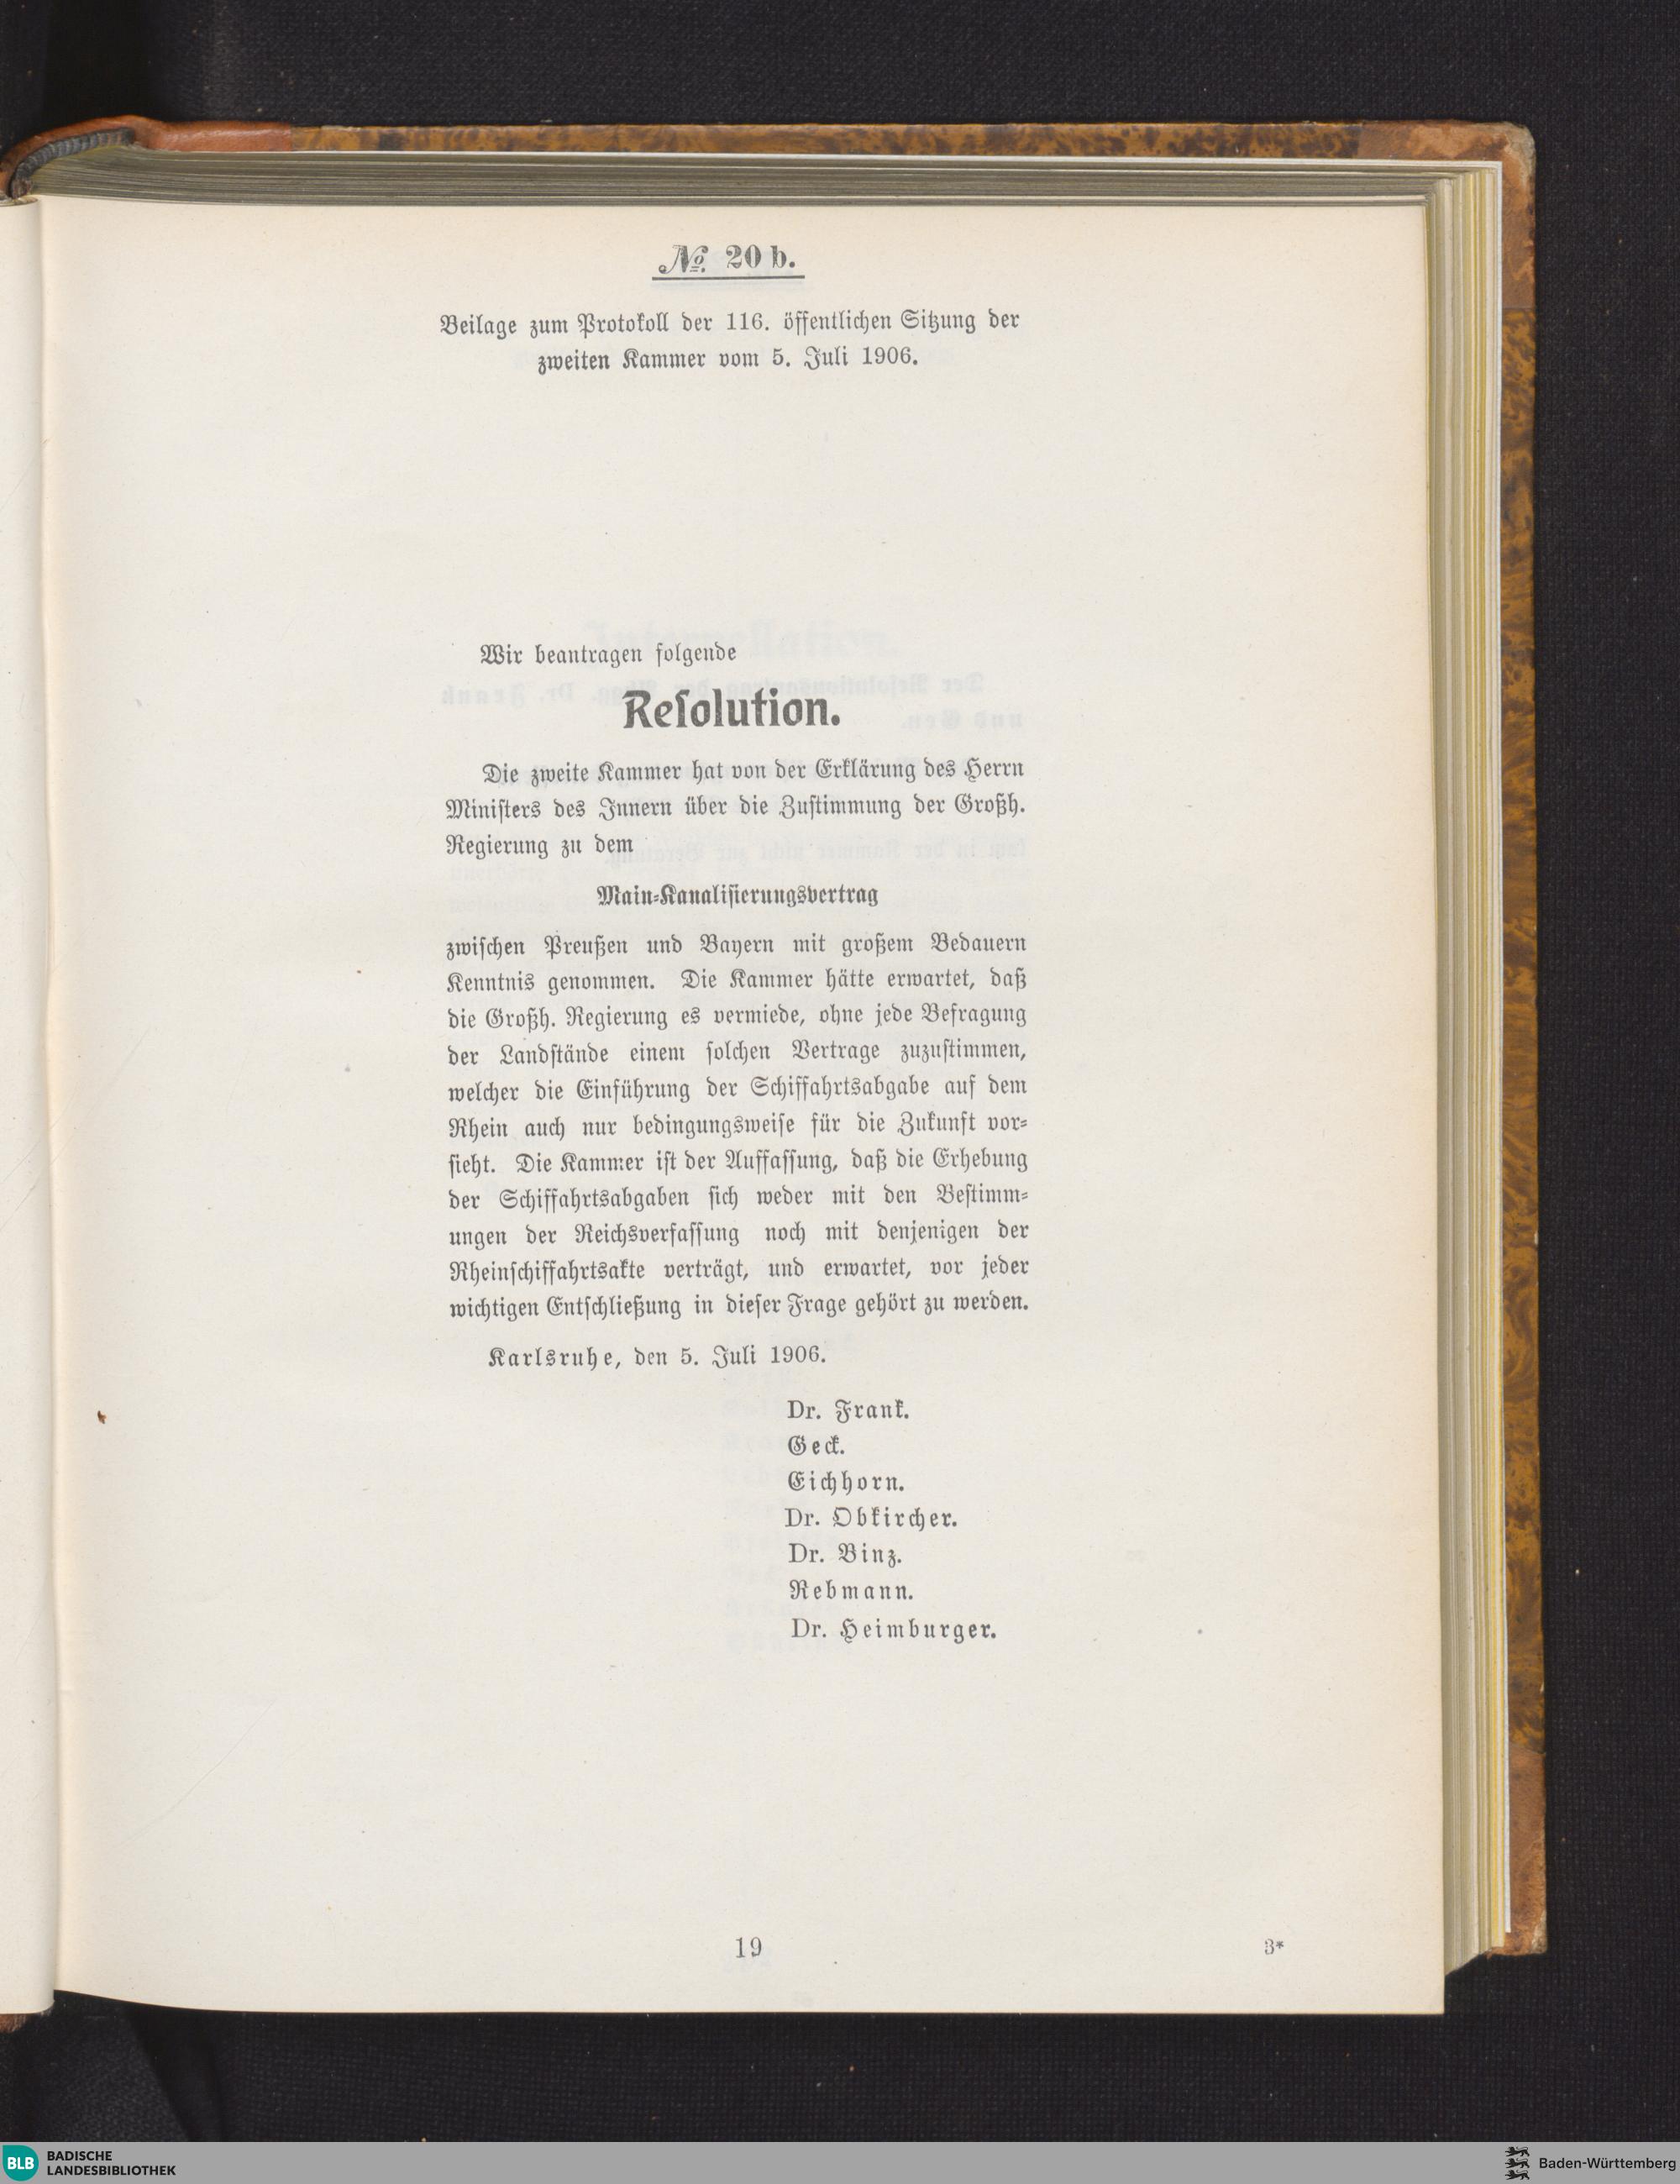 № 20 b.
Beilage zum Protokoll der 116. öffentlichen Sitzung der
zweiten Kammer vom 5. Juli 1906.
Wir beantragen folgende
Reſolution.
Die zweite Kammer hat von der Erklärung des Herrn
Miniſters des Innern über die Zuſtimmung der Großh.
Regierung zu dem
Main-Kanaliſierungsvertrag
zwiſchen Preußen und Bayern mit großem Bedauern
Kenntnis genommen. Die Kammer hätte erwartet, daß
die Großh. Regierung es vermiede, ohne jede Befragung
der Landſtände einem ſolchen Vertrage zuzuſtimmen,
welcher die Einführung der Schiffahrtsabgabe auf dem
Rhein auch nur bedingungsweiſe für die Zukunft vor-
ſieht. Die Kammer iſt der Auffaſſung, daß die Erhebung
der Schiffahrtsabgaben ſich weder mit den Beſtimm-
ungen der Reichsverfaſſung noch mit denjenigen der
Rheinſchiffahrtsakte verträgt, und erwartet, vor jeder
wichtigen Entſchließung in dieſer Frage gehört zu werden.
Karlsruhe, den 5. Juli 1906.
Dr. Frank.
Geck.
Eichhorn.
Dr. Obkircher.
Dr. Binz.
Rebmann.
Dr. Heimburger.
19
3*
BLB BADISCHE
LANDESBIBLIOTHEK
Baden-Württemberg